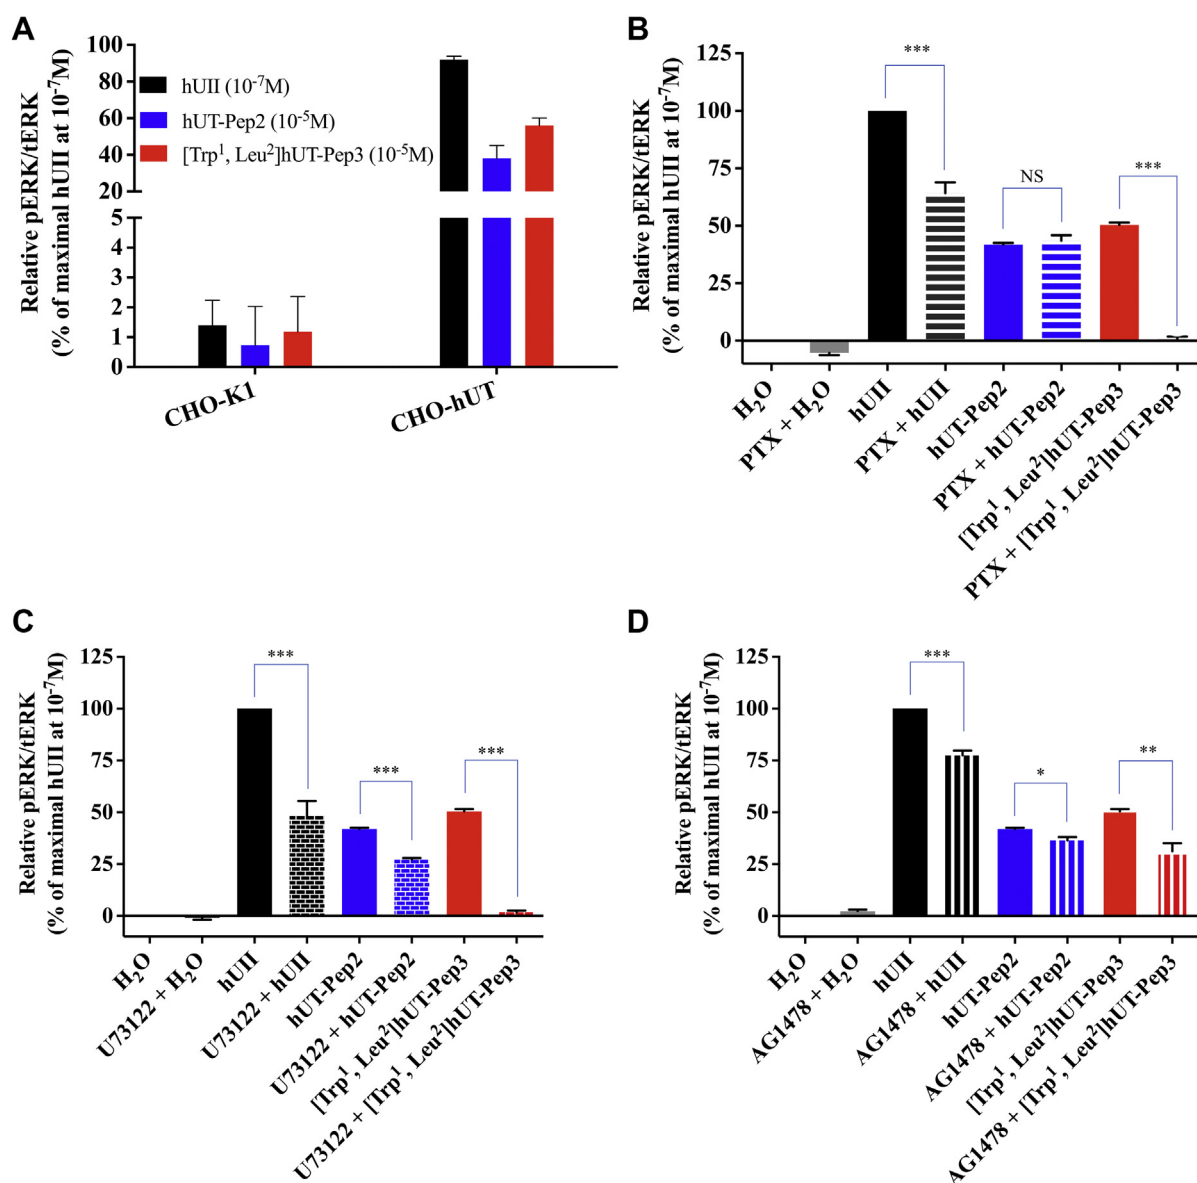 A
Relative pERK/tERK
(% of maximal hUII at 10⁻⁷M)
100
80
60
40
20
5
4
3
2
1
0
hUII (10⁻⁷M)
hUT-Pep2 (10⁻⁵M)
[Trp¹, Leu²]hUT-Pep3 (10⁻⁵M)
CHO-K1
CHO-hUT
B
Relative pERK/tERK
(% of maximal hUII at 10⁻⁷M)
125
100
75
50
25
0
***
NS
***
H₂O
PTX + H₂O
hUII
PTX + hUII
hUT-Pep2
PTX + hUT-Pep2
[Trp¹, Leu²]hUT-Pep3
PTX + [Trp¹, Leu²]hUT-Pep3
C
Relative pERK/tERK
(% of maximal hUII at 10⁻⁷M)
125
100
75
50
25
0
***
***
***
H₂O
U73122 + H₂O
hUII
U73122 + hUII
hUT-Pep2
U73122 + hUT-Pep2
[Trp¹, Leu²]hUT-Pep3
U73122 + [Trp¹, Leu²]hUT-Pep3
D
Relative pERK/tERK
(% of maximal hUII at 10⁻⁷M)
125
100
75
50
25
0
***
*
**
H₂O
AG1478 + H₂O
hUII
AG1478 + hUII
hUT-Pep2
AG1478 + hUT-Pep2
[Trp¹, Leu²]hUT-Pep3
AG1478 + [Trp¹, Leu²]hUT-Pep3